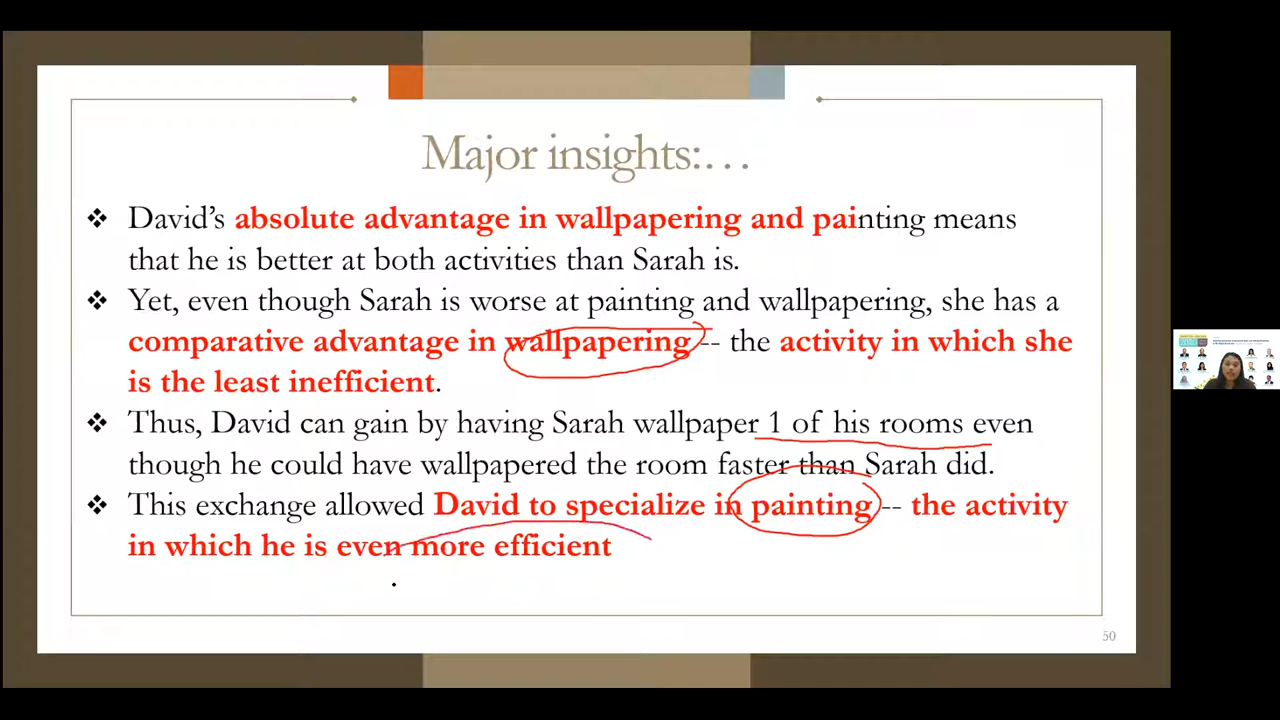 Major insights:…
❖ David’s absolute advantage in wallpapering and painting means
that he is better at both activities than Sarah is.
❖ Yet, even though Sarah is worse at painting and wallpapering, she has a
comparative advantage in wallpapering -- the activity in which she
is the least inefficient.
❖ Thus, David can gain by having Sarah wallpaper 1 of his rooms even
though he could have wallpapered the room faster than Sarah did.
❖ This exchange allowed David to specialize in painting -- the activity
in which he is even more efficient
50